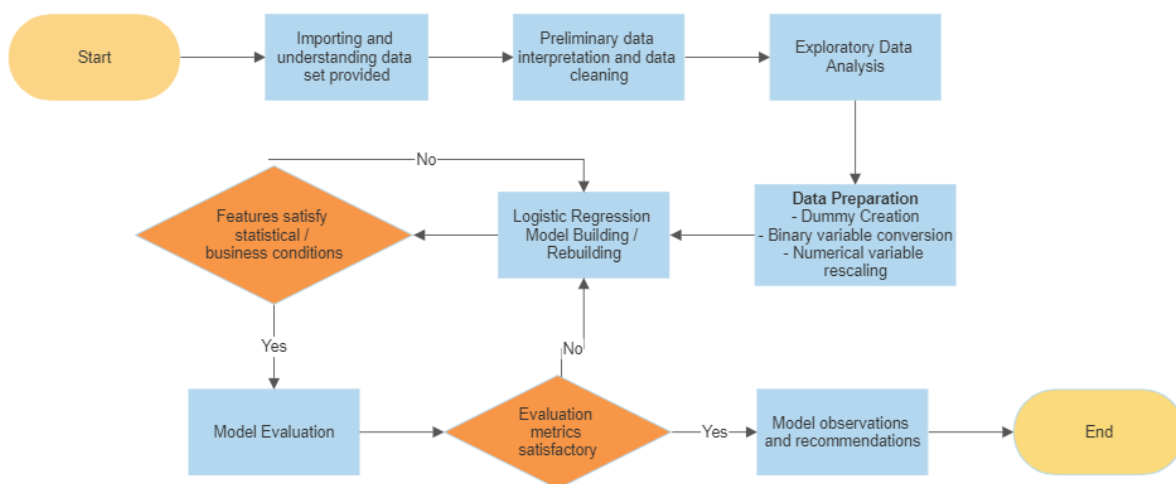 Start
Importing and
understanding data
set provided
Preliminary data
interpretation and data
cleaning
Exploratory Data
Analysis
Data Preparation
- Dummy Creation
- Binary variable conversion
- Numerical variable
rescaling
Logistic Regression
Model Building /
Rebuilding
No
Features satisfy
statistical /
business conditions
Yes
Model Evaluation
No
Evaluation
metrics
satisfactory
Yes
Model observations
and recommendations
End